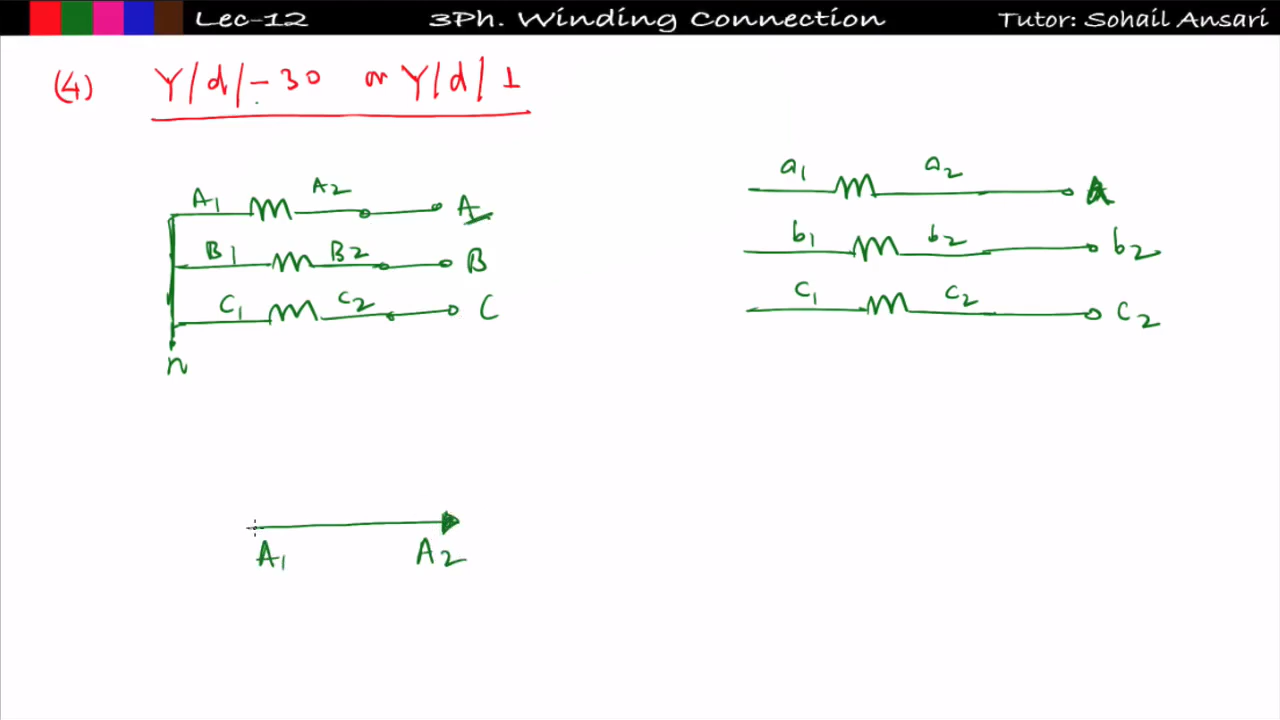 Lec-12 3Ph. Winding Connection Tutor: Sohail Ansari
(4) Y/d/-30 or Y/d/1
A1 A2 A
B1 B2 B
C1 C2 C
n
a1 a2
b1 b2 b2
c1 c2 c2
A1 A2